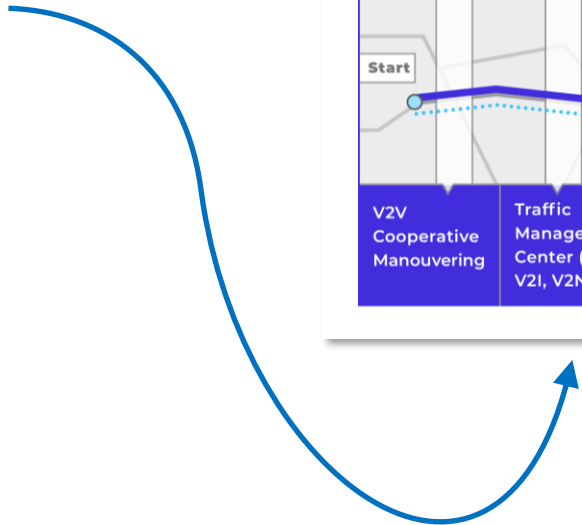 Start
V2V
Cooperative
Manouvering
Traffic
Manage
Center (
V2I, V2N